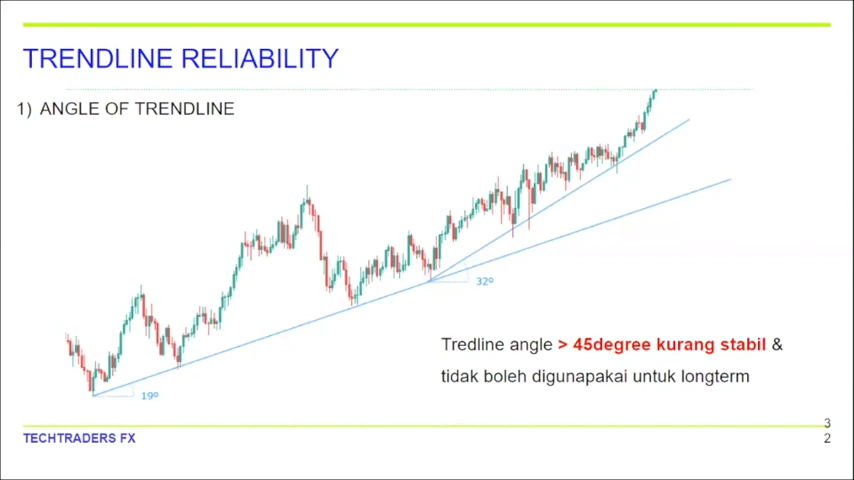 TRENDLINE RELIABILITY
1) ANGLE OF TRENDLINE
32º
Tredline angle > 45degree kurang stabil &
tidak boleh digunapakai untuk longterm
19º
TECHTRADERS FX
3
2